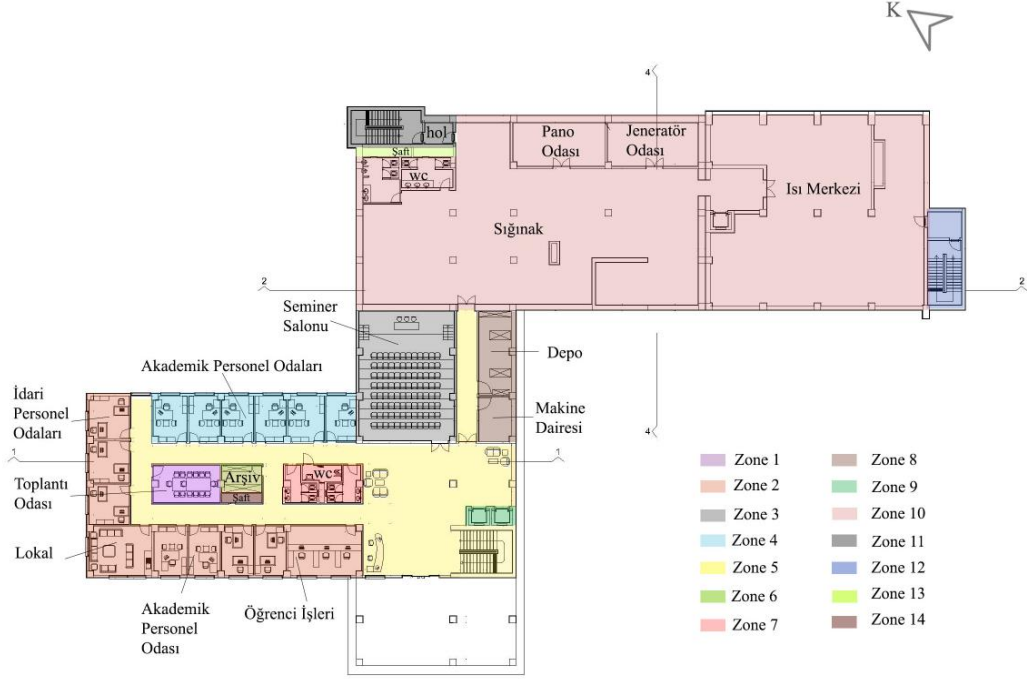 K
4
hol
Şaft
wc
Pano
Odası
Jeneratör
Odası
Isı Merkezi
Sığınak
2
2
Seminer
Salonu
Akademik Personel Odaları
Depo
İdari
Personel
Odaları
Makine
Dairesi
4
1
1
Toplantı
Odası
Arşiv
Şaft
wc
Lokal
Akademik
Personel
Odası
Öğrenci İşleri
Zone 1
Zone 2
Zone 3
Zone 4
Zone 5
Zone 6
Zone 7
Zone 8
Zone 9
Zone 10
Zone 11
Zone 12
Zone 13
Zone 14